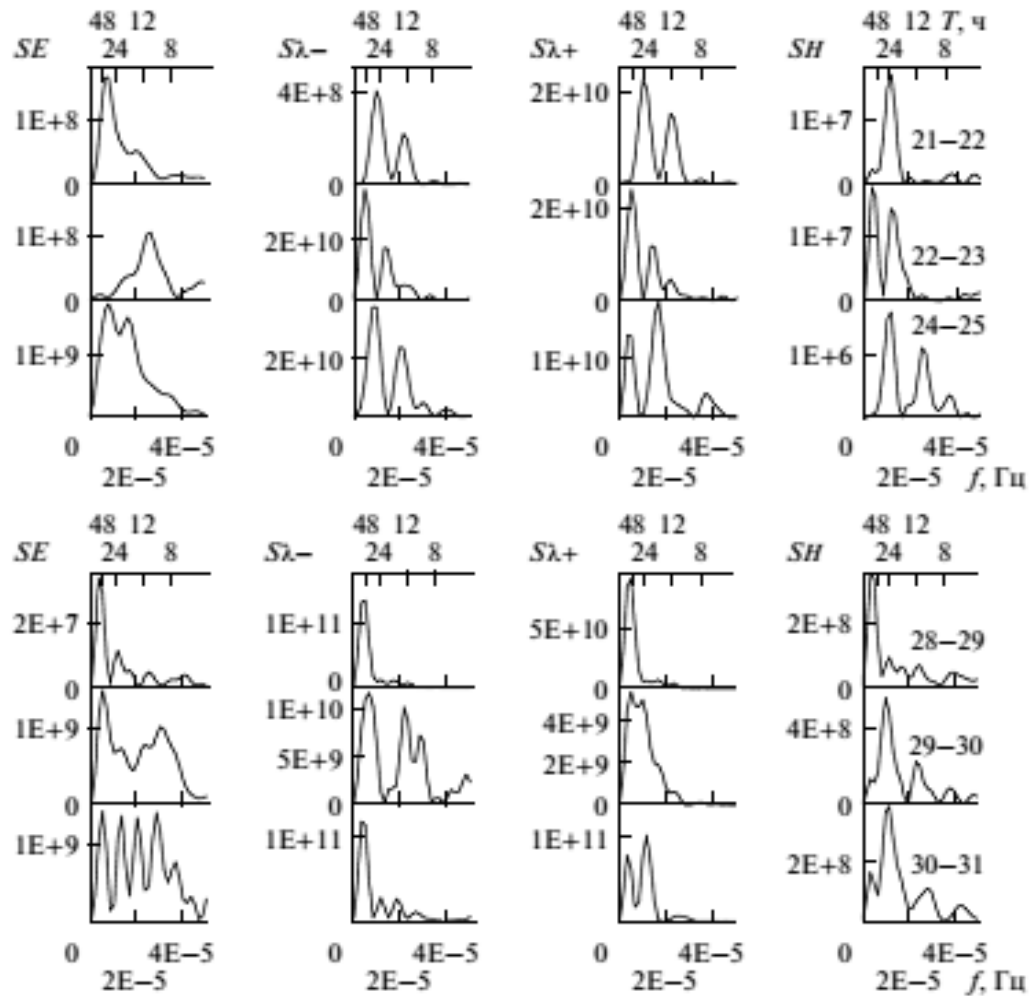 48 12 48 12 48 12 48 12 T, ч
SE 24 8 Sλ− 24 8 Sλ+ 24 8 SH 24 8
1E+8 4E+8 2E+10 1E+7 21−22
0 0 0 0
1E+8 2E+10 2E+10 1E+7 22−23
0 0 0 0
1E+9 2E+10 1E+10 1E+6 24−25
0 4E−5 0 4E−5 0 4E−5 0 4E−5
2E−5 2E−5 2E−5 2E−5 f, Гц
48 12 48 12 48 12 48 12
SE 24 8 Sλ− 24 8 Sλ+ 24 8 SH 24 8
2E+7 1E+11 5E+10 2E+8 28−29
0 0 0 0
1E+9 1E+10 4E+9 4E+8 29−30
5E+9 2E+9
0 0 0 0
1E+9 1E+11 1E+11 2E+8 30−31
0 4E−5 0 4E−5 0 4E−5 0 4E−5
2E−5 2E−5 2E−5 2E−5 f, Гц